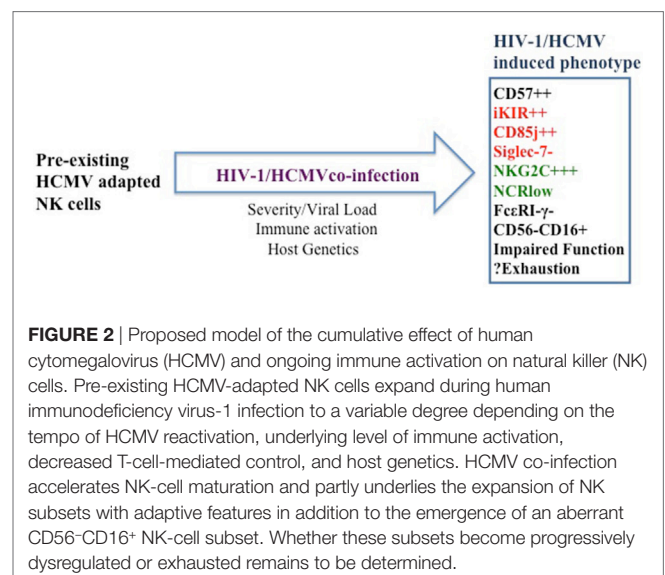 HIV-1/HCMV
induced phenotype
CD57++
iKIR++
CD85j++
Siglec-7-
NKG2C+++
NCRlow
FcεRI-γ-
CD56-CD16+
Impaired Function
?Exhaustion
Pre-existing
HCMV adapted
NK cells
HIV-1/HCMVco-infection
Severity/Viral Load
Immune activation
Host Genetics
FIGURE 2 | Proposed model of the cumulative effect of human
cytomegalovirus (HCMV) and ongoing immune activation on natural killer (NK)
cells. Pre-existing HCMV-adapted NK cells expand during human
immunodeficiency virus-1 infection to a variable degree depending on the
tempo of HCMV reactivation, underlying level of immune activation,
decreased T-cell-mediated control, and host genetics. HCMV co-infection
accelerates NK-cell maturation and partly underlies the expansion of NK
subsets with adaptive features in addition to the emergence of an aberrant
CD56⁻CD16⁺ NK-cell subset. Whether these subsets become progressively
dysregulated or exhausted remains to be determined.